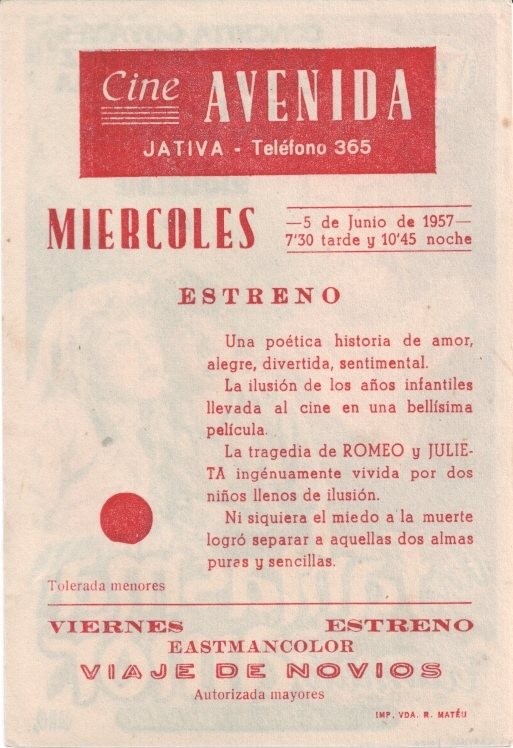 Cine AVENIDA
JATIVA - Teléfono 365
MIERCOLES
—5 de Junio de 1957—
7'30 tarde y 10'45 noche
ESTRENO
Una poética historia de amor,
alegre, divertida, sentimental.
La ilusión de los años infantiles
llevada al cine en una bellísima
película.
La tragedia de ROMEO y JULIE-
TA ingénuamente vivida por dos
niños llenos de ilusión.
Ni siquiera el miedo a la muerte
logró separar a aquellas dos almas
puras y sencillas.
Tolerada menores
VIERNES ESTRENO
EASTMANCOLOR
VIAJE DE NOVIOS
Autorizada mayores
IMP. VDA. R. MATÉU